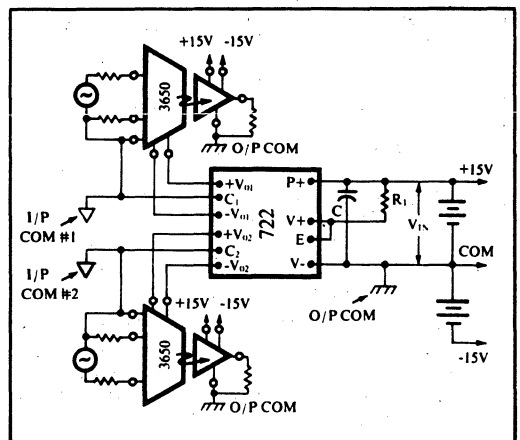 +15V -15V
3650
O/P COM
I/P
COM #1
+V01
C1
-V01
+V02
C2
-V02
722
P+
V+
E
V-
C
R1
VIN
+15V
COM
O/P COM
-15V
I/P
COM #2
+15V -15V
3650
O/P COM